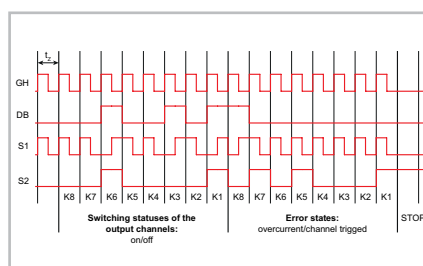 tz
GH
DB
S1
S2
K8 K7 K6 K5 K4 K3 K2 K1 K8 K7 K6 K5 K4 K3 K2 K1
Switching statuses of the output channels:
on/off
Error states:
overcurrent/channel trigged
STOP